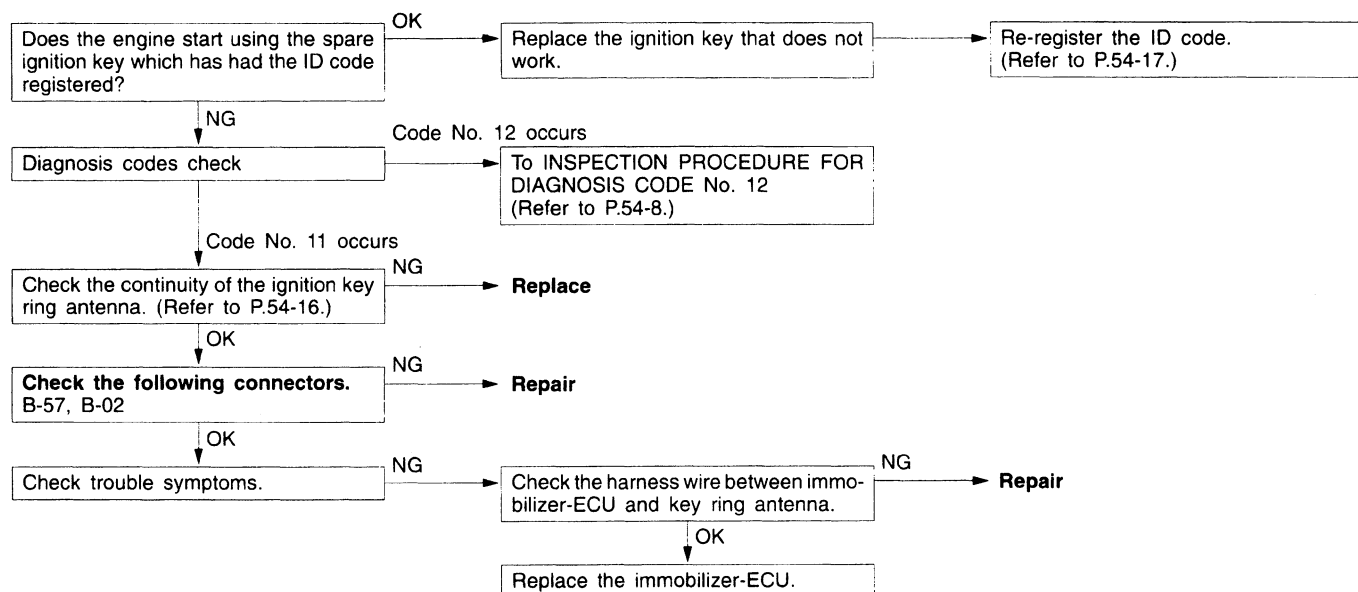 OK
Does the engine start using the spare
ignition key which has had the ID code
registered?
Replace the ignition key that does not
work.
Re-register the ID code.
(Refer to P.54-17.)
NG
Code No. 12 occurs
Diagnosis codes check
To INSPECTION PROCEDURE FOR
DIAGNOSIS CODE No. 12
(Refer to P.54-8.)
Code No. 11 occurs
NG
Check the continuity of the ignition key
ring antenna. (Refer to P.54-16.)
Replace
OK
NG
Check the following connectors.
B-57, B-02
Repair
OK
NG
Check trouble symptoms.
Check the harness wire between immo-
bilizer-ECU and key ring antenna.
NG
Repair
OK
Replace the immobilizer-ECU.